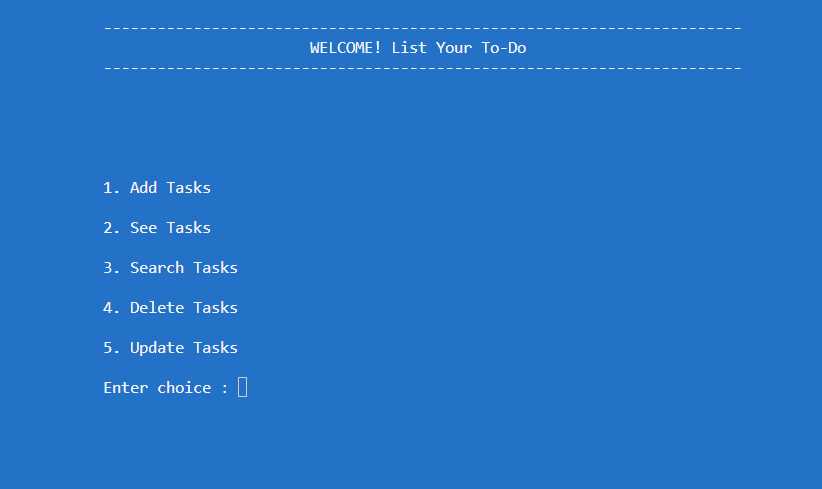 -----------------------------------------------------------------------
WELCOME! List Your To-Do
-----------------------------------------------------------------------
1. Add Tasks
2. See Tasks
3. Search Tasks
4. Delete Tasks
5. Update Tasks
Enter choice :